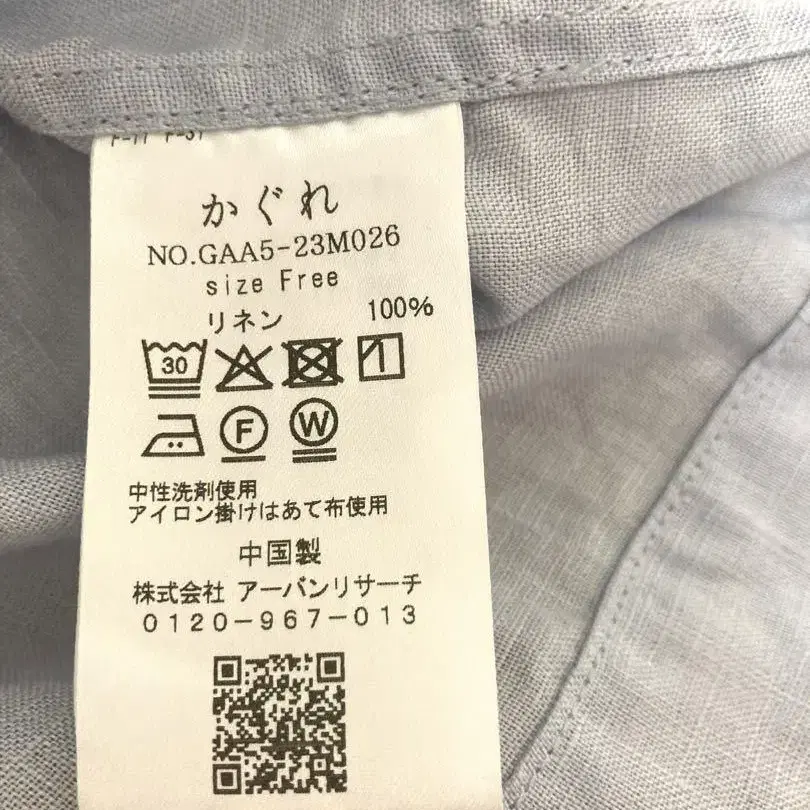 かぐれ
NO.GAA5-23M026
size Free
リネン 100%
30
F W
中性洗剤使用
アイロン掛けはあて布使用
中国製
株式会社 アーバンリサーチ
0120-967-013